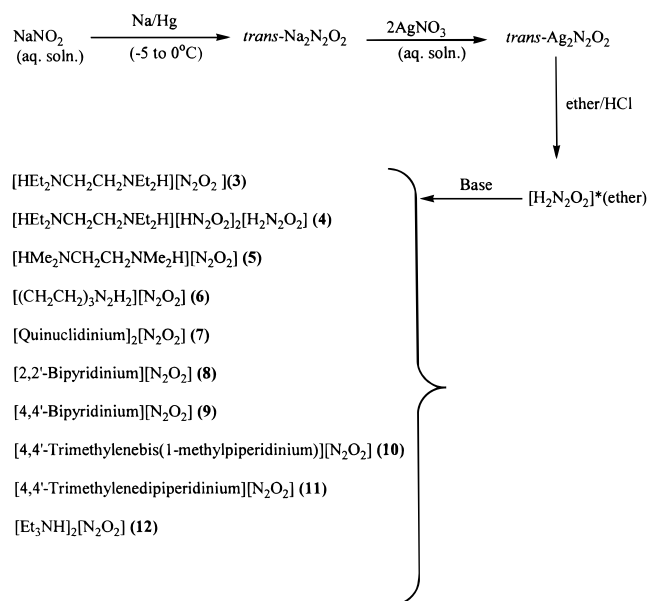 NaNO₂ Na/Hg trans-Na₂N₂O₂ 2AgNO₃ trans-Ag₂N₂O₂
(aq. soln.) (-5 to 0°C) (aq. soln.)
ether/HCl
[HEt₂NCH₂CH₂NEt₂H][N₂O₂ ](3)
Base [H₂N₂O₂]*(ether)
[HEt₂NCH₂CH₂NEt₂H][HN₂O₂]₂[H₂N₂O₂] (4)
[HMe₂NCH₂CH₂NMe₂H][N₂O₂] (5)
[(CH₂CH₂)₃N₂H₂][N₂O₂] (6)
[Quinuclidinium]₂[N₂O₂] (7)
[2,2'-Bipyridinium][N₂O₂] (8)
[4,4'-Bipyridinium][N₂O₂] (9)
[4,4'-Trimethylenebis(1-methylpiperidinium)][N₂O₂] (10)
[4,4'-Trimethylenedipiperidinium][N₂O₂] (11)
[Et₃NH]₂[N₂O₂] (12)